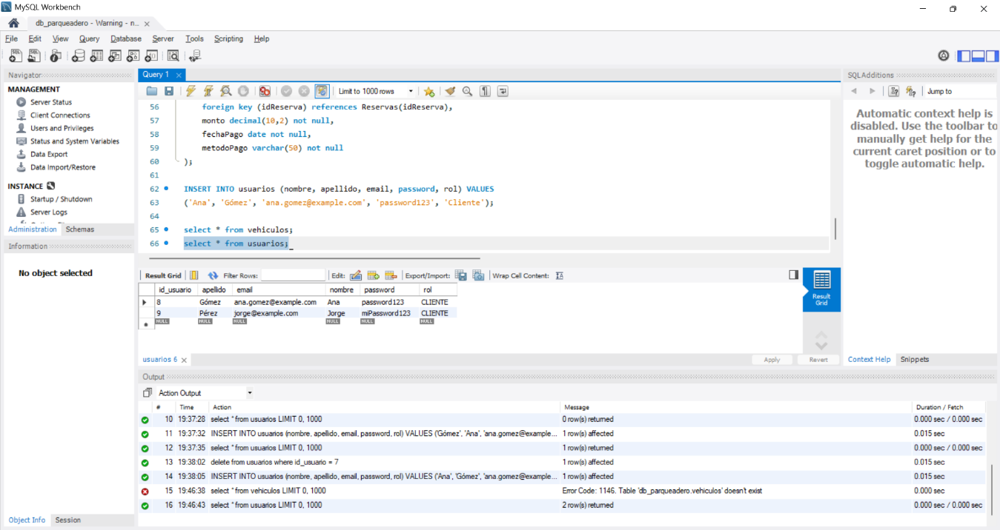 MySQL Workbench
db_parqueadero - Warning - n...
File Edit View Query Database Server Tools Scripting Help
Navigator
MANAGEMENT
Server Status
Client Connections
Users and Privileges
Status and System Variables
Data Export
Data Import/Restore
INSTANCE
Startup / Shutdown
Server Logs
Administration Schemas
Information
No object selected
Object Info Session
Query 1
Limit to 1000 rows
56 foreign key (idReserva) references Reservas(idReserva),
57 monto decimal(10,2) not null,
58 fechaPago date not null,
59 metodoPago varchar(50) not null
60 );
61
62 INSERT INTO usuarios (nombre, apellido, email, password, rol) VALUES
63 ('Ana', 'Gómez', 'ana.gomez@example.com', 'password123', 'Cliente');
64
65 select * from vehiculos;
66 select * from usuarios;
Result Grid Filter Rows: Edit: Export/Import: Wrap Cell Content:
id_usuario apellido email nombre password rol
8 Gómez ana.gomez@example.com Ana password123 CLIENTE
9 Pérez jorge@example.com Jorge miPassword123 CLIENTE
NULL NULL NULL NULL NULL NULL
Result
Grid
usuarios 6 Apply Revert
SQLAdditions
Jump to
Automatic context help is
disabled. Use the toolbar to
manually get help for the
current caret position or to
toggle automatic help.
Context Help Snippets
Output
Action Output
# Time Action Message Duration / Fetch
10 19:37:28 select * from usuarios LIMIT 0, 1000 0 row(s) returned 0.000 sec / 0.000 sec
11 19:37:32 INSERT INTO usuarios (nombre, apellido, email, password, rol) VALUES ('Gómez', 'Ana', 'ana.gomez@example... 1 row(s) affected 0.015 sec
12 19:37:35 select * from usuarios LIMIT 0, 1000 1 row(s) returned 0.000 sec / 0.000 sec
13 19:38:02 delete from usuarios where id_usuario = 7 1 row(s) affected 0.015 sec
14 19:38:05 INSERT INTO usuarios (nombre, apellido, email, password, rol) VALUES ('Ana', 'Gómez', 'ana.gomez@example... 1 row(s) affected 0.015 sec
15 19:46:38 select * from vehiculos LIMIT 0, 1000 Error Code: 1146. Table 'db_parqueadero.vehiculos' doesn't exist 0.000 sec
16 19:46:43 select * from usuarios LIMIT 0, 1000 2 row(s) returned 0.000 sec / 0.000 sec